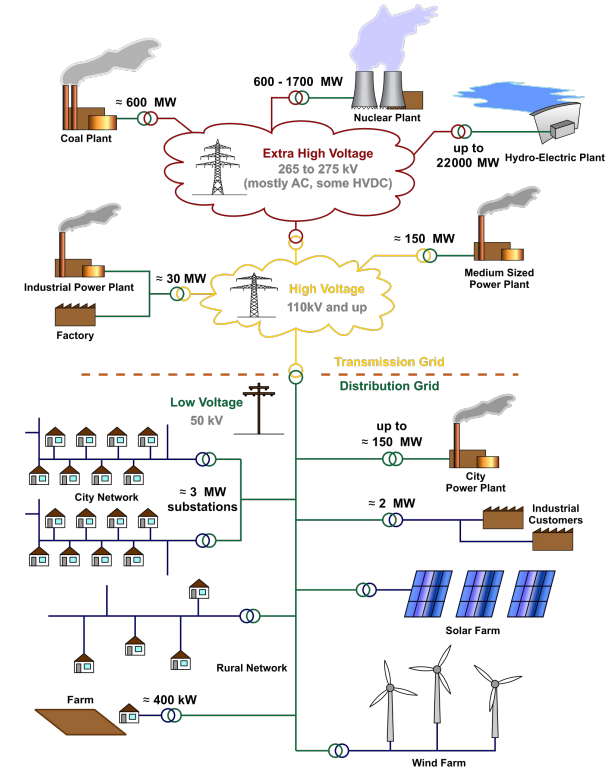 600 - 1700 MW
≈ 600 MW
Nuclear Plant
Coal Plant
Extra High Voltage
265 to 275 kV
(mostly AC, some HVDC)
up to
22000 MW
Hydro-Electric Plant
≈ 150 MW
Medium Sized
Power Plant
≈ 30 MW
Industrial Power Plant
High Voltage
110kV and up
Factory
Transmission Grid
Distribution Grid
Low Voltage
50 kV
up to
≈ 150 MW
City
Power Plant
City Network
≈ 3 MW
substations
≈ 2 MW
Industrial
Customers
Solar Farm
Rural Network
Farm
≈ 400 kW
Wind Farm